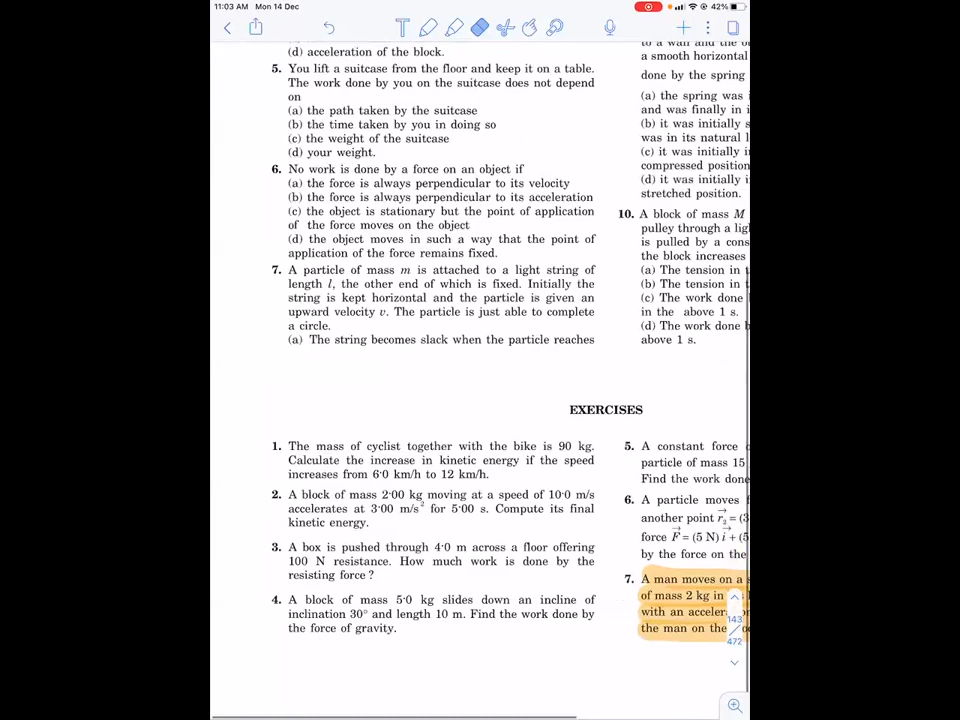 11:03 AM Mon 14 Dec
42%
(d) acceleration of the block.
5. You lift a suitcase from the floor and keep it on a table.
The work done by you on the suitcase does not depend
on
(a) the path taken by the suitcase
(b) the time taken by you in doing so
(c) the weight of the suitcase
(d) your weight.
6. No work is done by a force on an object if
(a) the force is always perpendicular to its velocity
(b) the force is always perpendicular to its acceleration
(c) the object is stationary but the point of application
of the force moves on the object
(d) the object moves in such a way that the point of
application of the force remains fixed.
7. A particle of mass m is attached to a light string of
length l, the other end of which is fixed. Initially the
string is kept horizontal and the particle is given an
upward velocity v. The particle is just able to complete
a circle.
(a) The string becomes slack when the particle reaches
to a wall and the
a smooth horizontal
done by the spring
(a) the spring was
and was finally in
(b) it was initially
was in its natural
(c) it was initially
compressed position
(d) it was initially
stretched position.
10. A block of mass M
pulley through a
is pulled by a
the block increases
(a) The tension in
(b) The tension in
(c) The work done
in the above 1 s.
(d) The work done
above 1 s.
EXERCISES
1. The mass of cyclist together with the bike is 90 kg.
Calculate the increase in kinetic energy if the speed
increases from 6·0 km/h to 12 km/h.
2. A block of mass 2·00 kg moving at a speed of 10·0 m/s
accelerates at 3·00 m/s² for 5·00 s. Compute its final
kinetic energy.
3. A box is pushed through 4·0 m across a floor offering
100 N resistance. How much work is done by the
resisting force ?
4. A block of mass 5·0 kg slides down an incline of
inclination 30° and length 10 m. Find the work done by
the force of gravity.
5. A constant force
particle of mass 15
Find the work done
6. A particle moves
another point r⃗₂ = (3
force F⃗ = (5 N) i⃗ + (5
by the force on the
7. A man moves on a
of mass 2 kg in
with an
the man on the
143
472